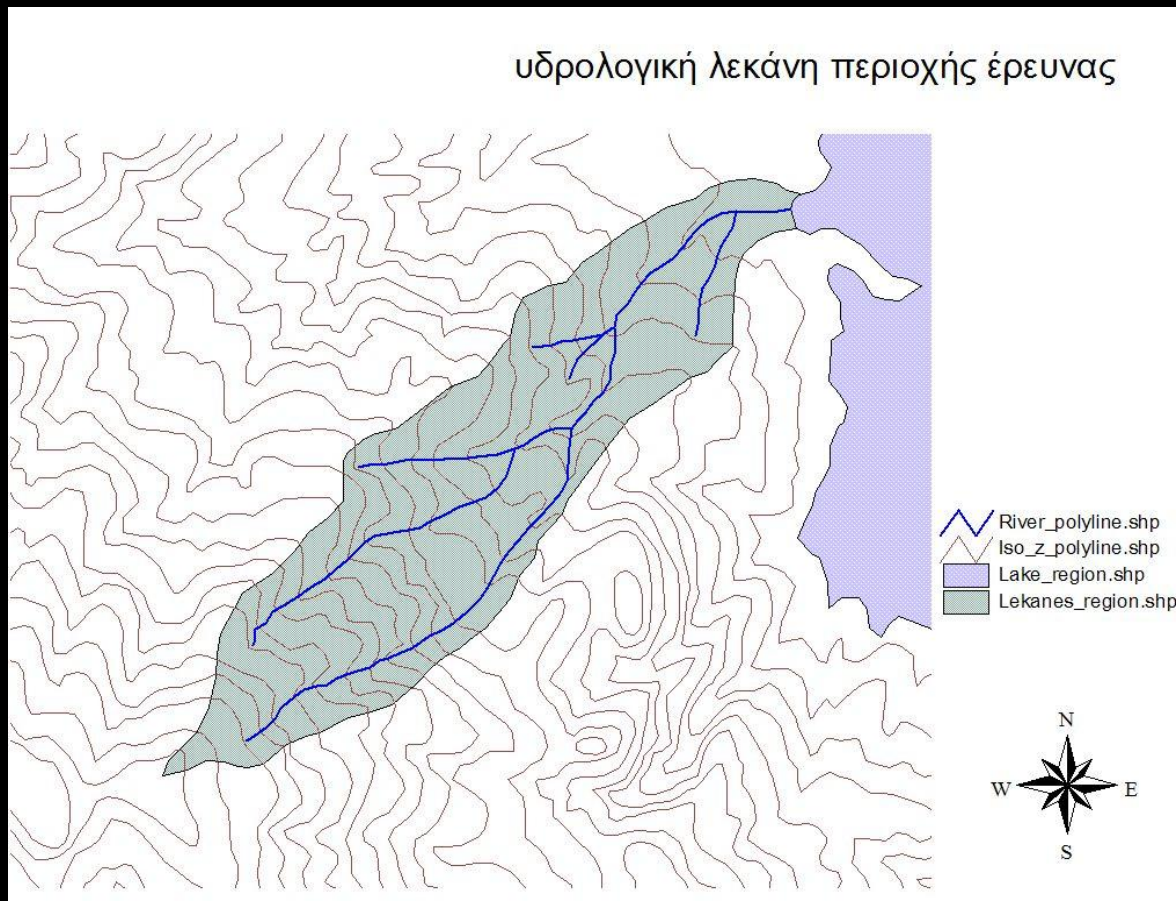 υδρολογική λεκάνη περιοχής έρευνας
River_polyline.shp
Iso_z_polyline.shp
Lake_region.shp
Lekanes_region.shp
N
W E
S